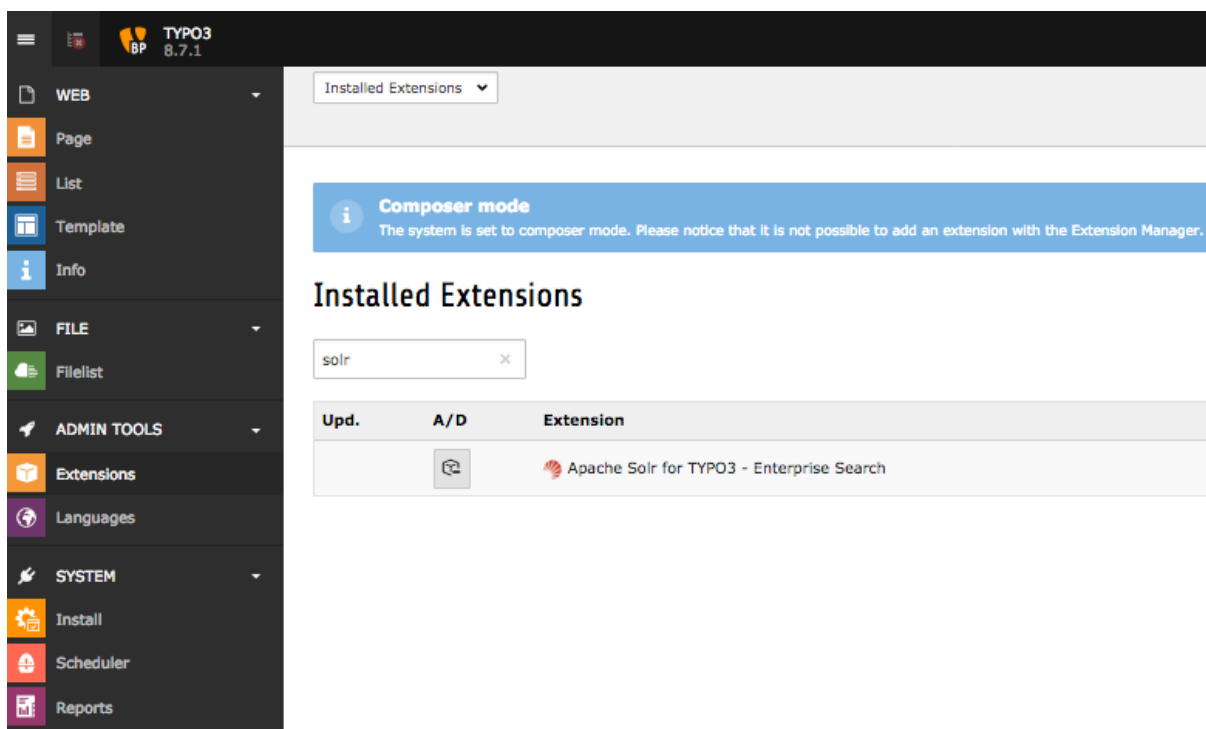 BP
TYPO3
8.7.1
WEB
Page
List
Template
Info
FILE
Filelist
ADMIN TOOLS
Extensions
Languages
SYSTEM
Install
Scheduler
Reports
Installed Extensions
Composer mode
The system is set to composer mode. Please notice that it is not possible to add an extension with the Extension Manager.
Installed Extensions
solr
Upd. A/D Extension
Apache Solr for TYPO3 - Enterprise Search